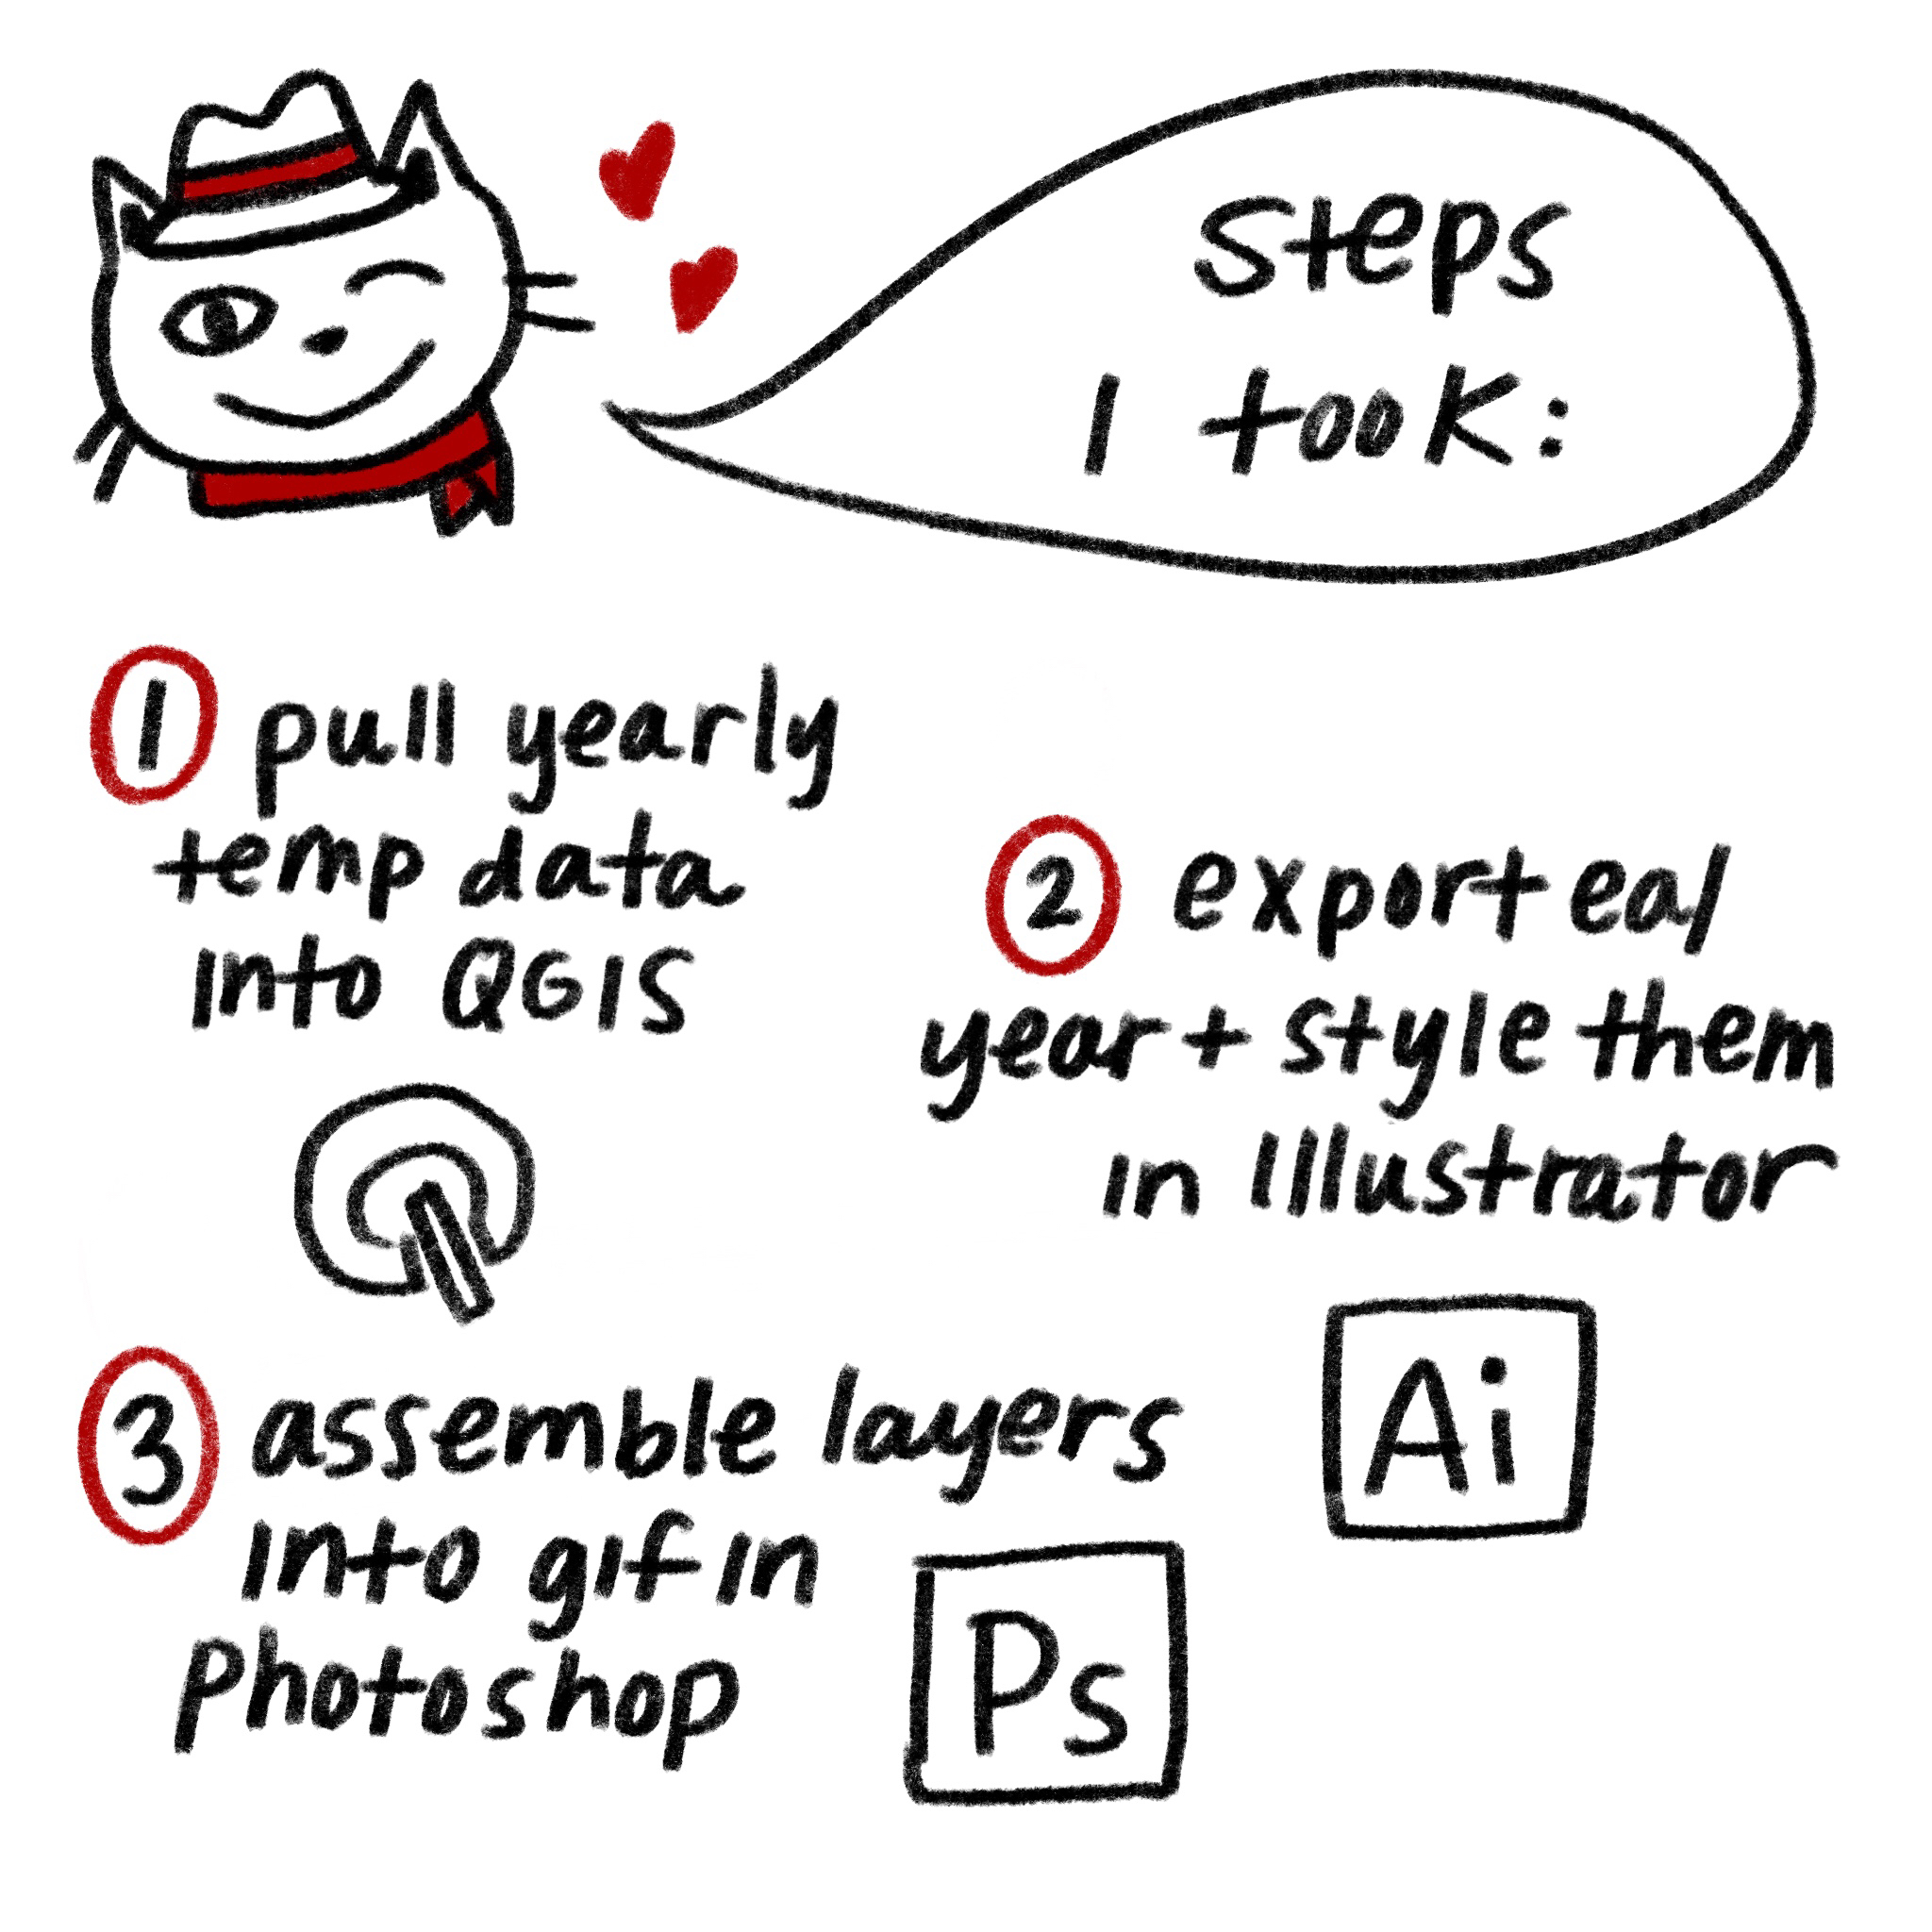 steps
I took:
1 pull yearly
temp data
into QGIS
2 export ea/
year + style them
in Illustrator
Ai
3 assemble layers
into gif in
Photoshop
Ps